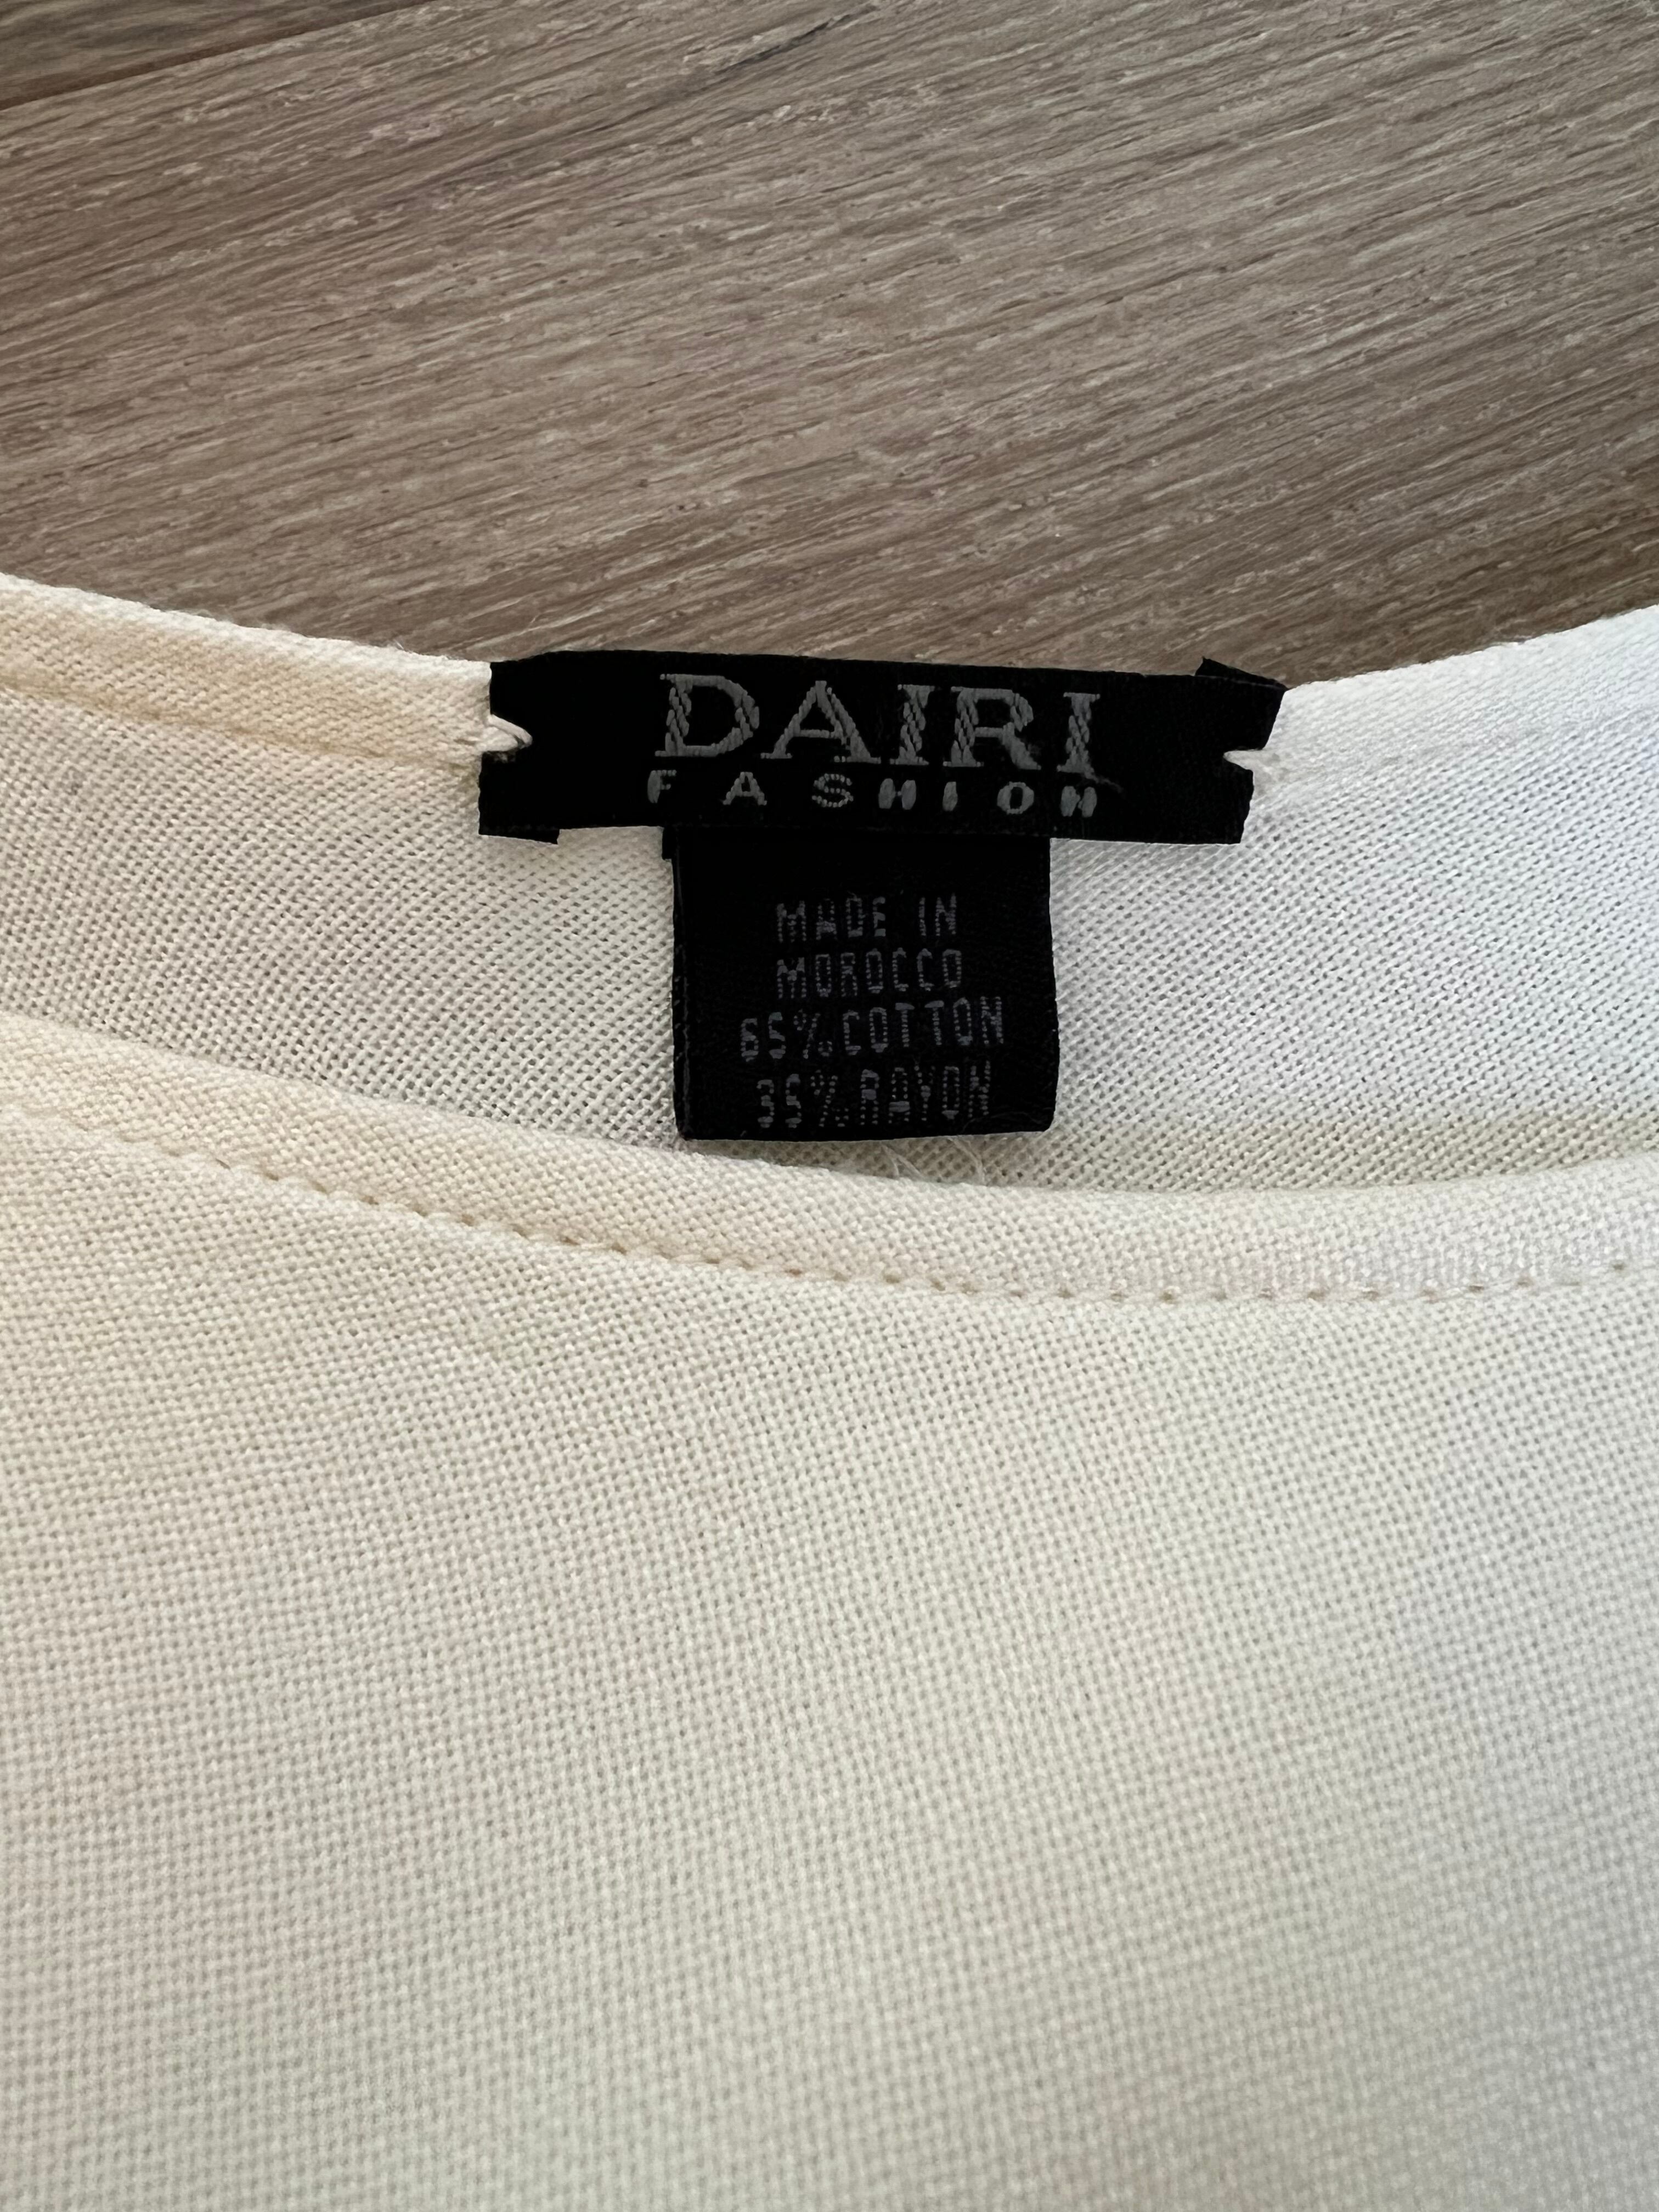 DAIRI
FASHION
MADE IN
MOROCCO
65%COTTON
35%RAYON